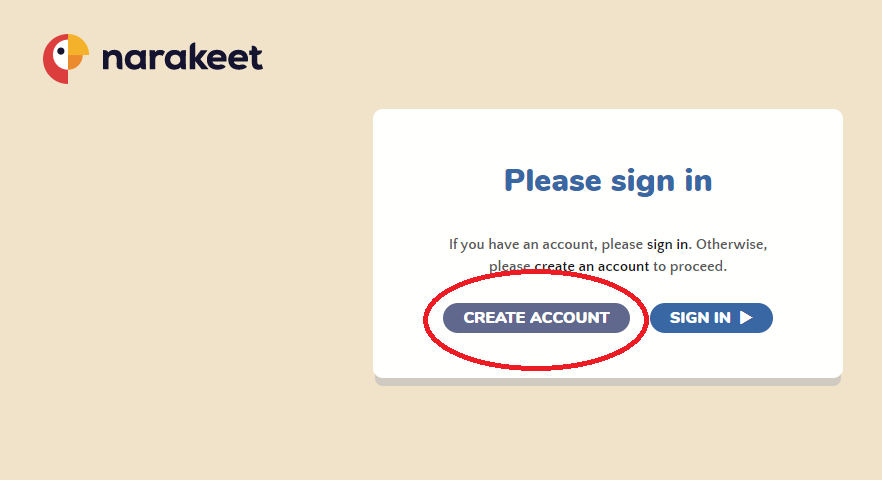 narakeet
Please sign in
If you have an account, please sign in. Otherwise,
please create an account to proceed.
CREATE ACCOUNT
SIGN IN